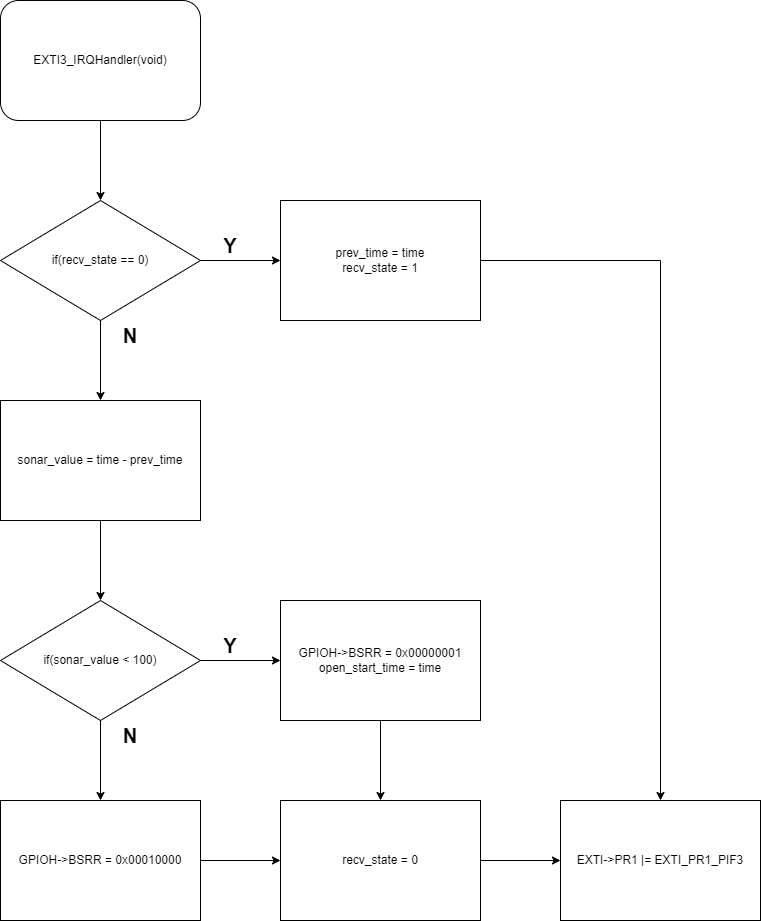 EXTI3_IRQHandler(void)
if(recv_state == 0)
Y
prev_time = time
recv_state = 1
N
sonar_value = time - prev_time
if(sonar_value < 100)
Y
GPIOH->BSRR = 0x00000001
open_start_time = time
N
GPIOH->BSRR = 0x00010000
recv_state = 0
EXTI->PR1 |= EXTI_PR1_PIF3